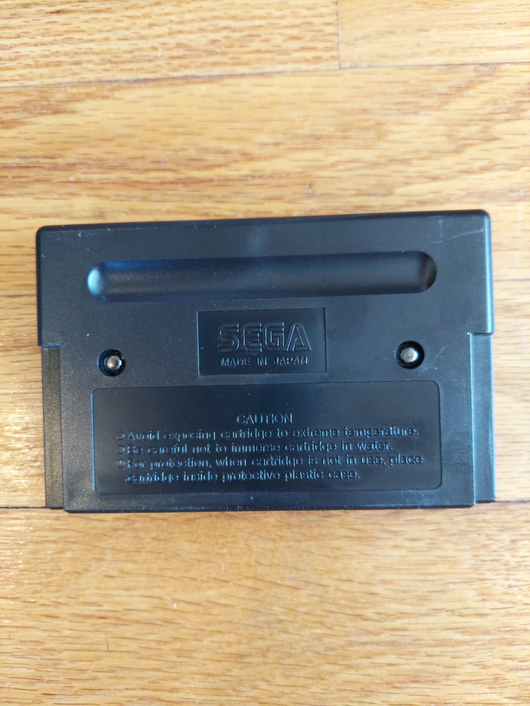 SEGA
MADE IN JAPAN
CAUTION
○Avoid exposing cartridge to extreme temperature.
○Be careful not to immerse cartridge in water.
○For protection, when cartridge is not in use, place
cartridge inside protective plastic case.